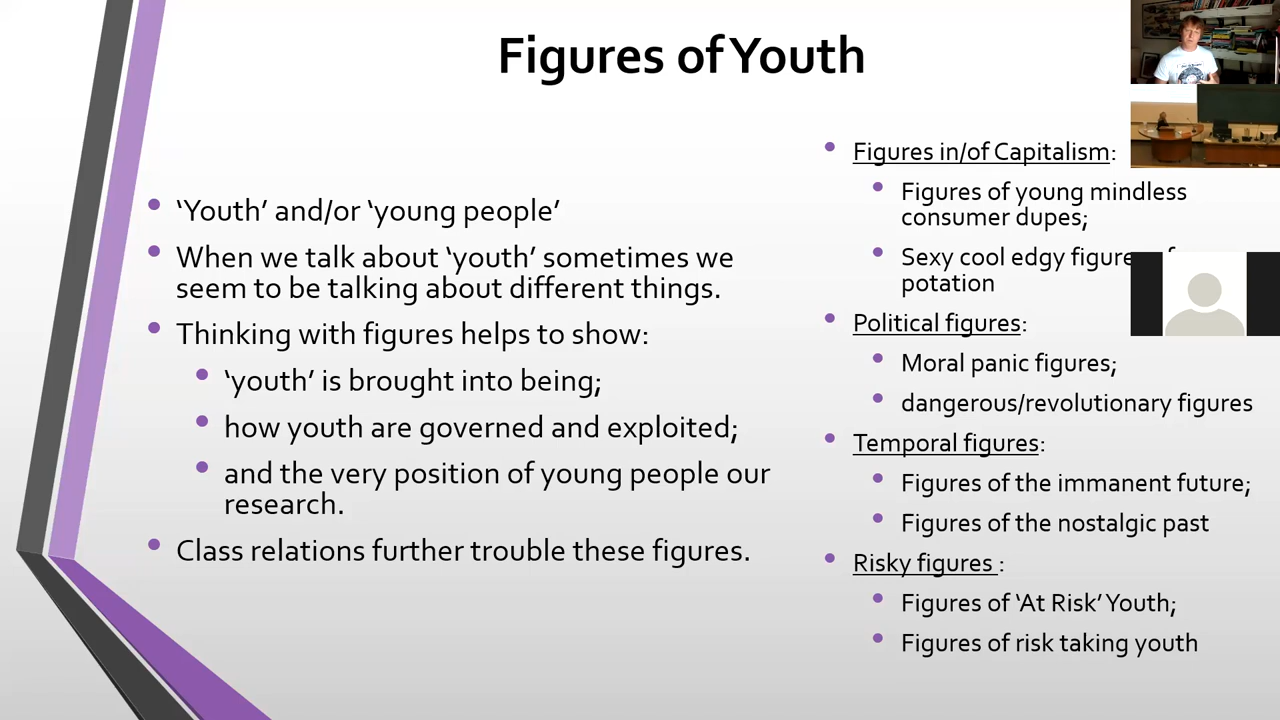 Figures of Youth
‘Youth’ and/or ‘young people’
When we talk about ‘youth’ sometimes we
seem to be talking about different things.
Thinking with figures helps to show:
‘youth’ is brought into being;
how youth are governed and exploited;
and the very position of young people our
research.
Class relations further trouble these figures.
Figures in/of Capitalism:
Figures of young mindless
consumer dupes;
Sexy cool edgy
potation
Political figures:
Moral panic figures;
dangerous/revolutionary figures
Temporal figures:
Figures of the immanent future;
Figures of the nostalgic past
Risky figures :
Figures of ‘At Risk’ Youth;
Figures of risk taking youth